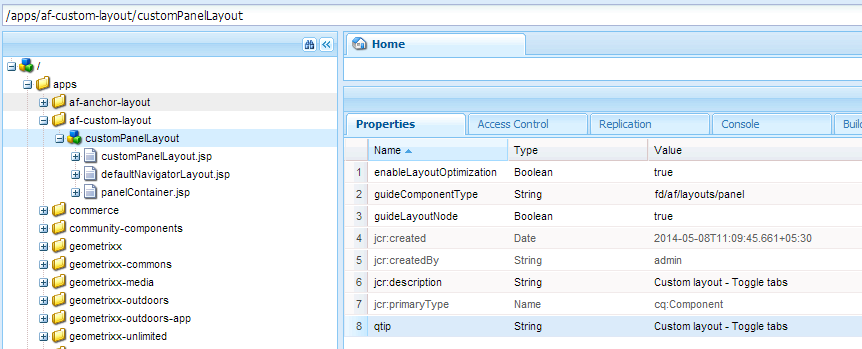 /apps/af-custom-layout/customPanelLayout
/
apps
af-anchor-layout
af-custom-layout
customPanelLayout
customPanelLayout.jsp
defaultNavigatorLayout.jsp
panelContainer.jsp
commerce
community-components
geometrixx
geometrixx-commons
geometrixx-media
geometrixx-outdoors
geometrixx-outdoors-app
geometrixx-unlimited
Home
Properties Access Control Replication Console Buil
Name Type Value
1 enableLayoutOptimization Boolean true
2 guideComponentType String fd/af/layouts/panel
3 guideLayoutNode Boolean true
4 jcr:created Date 2014-05-08T11:09:45.661+05:30
5 jcr:createdBy String admin
6 jcr:description String Custom layout - Toggle tabs
7 jcr:primaryType Name cq:Component
8 qtip String Custom layout - Toggle tabs